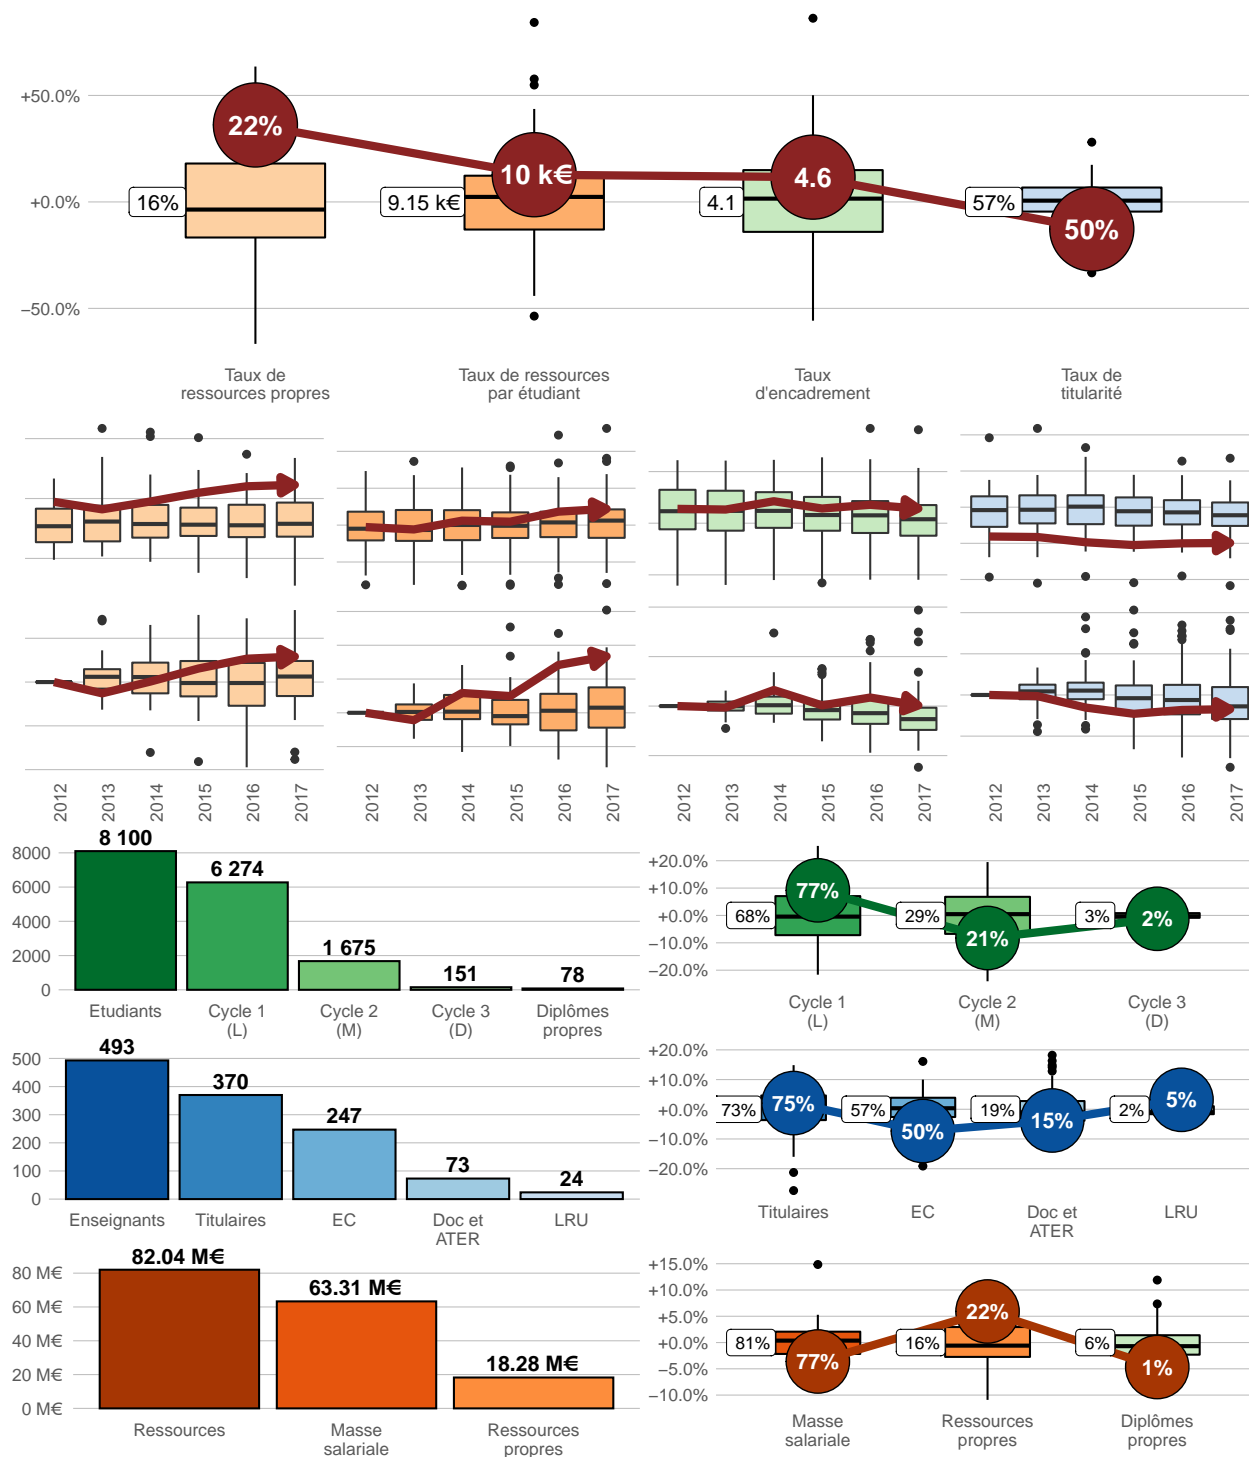 +50.0%
+0.0%
−50.0%
22%
10 k€
4.6
50%
16%
9.15 k€
4.1
57%
Taux de
ressources propres
Taux de ressources
par étudiant
Taux
d'encadrement
Taux de
titularité
2012
2013
2014
2015
2016
2017
2012
2013
2014
2015
2016
2017
2012
2013
2014
2015
2016
2017
2012
2013
2014
2015
2016
2017
8000
6000
4000
2000
0
8 100
6 274
1 675
151
78
Etudiants
Cycle 1
(L)
Cycle 2
(M)
Cycle 3
(D)
Diplômes
propres
+20.0%
+10.0%
+0.0%
−10.0%
−20.0%
68%
77%
29%
21%
3%
2%
Cycle 1
(L)
Cycle 2
(M)
Cycle 3
(D)
500
400
300
200
100
0
493
370
247
73
24
Enseignants
Titulaires
EC
Doc et
ATER
LRU
+20.0%
+10.0%
+0.0%
−10.0%
−20.0%
73%
75%
57%
50%
19%
15%
2%
5%
Titulaires
EC
Doc et
ATER
LRU
80 M€
60 M€
40 M€
20 M€
0 M€
82.04 M€
63.31 M€
18.28 M€
Ressources
Masse
salariale
Ressources
propres
+15.0%
+10.0%
+5.0%
+0.0%
−5.0%
−10.0%
81%
77%
16%
22%
6%
1%
Masse
salariale
Ressources
propres
Diplômes
propres